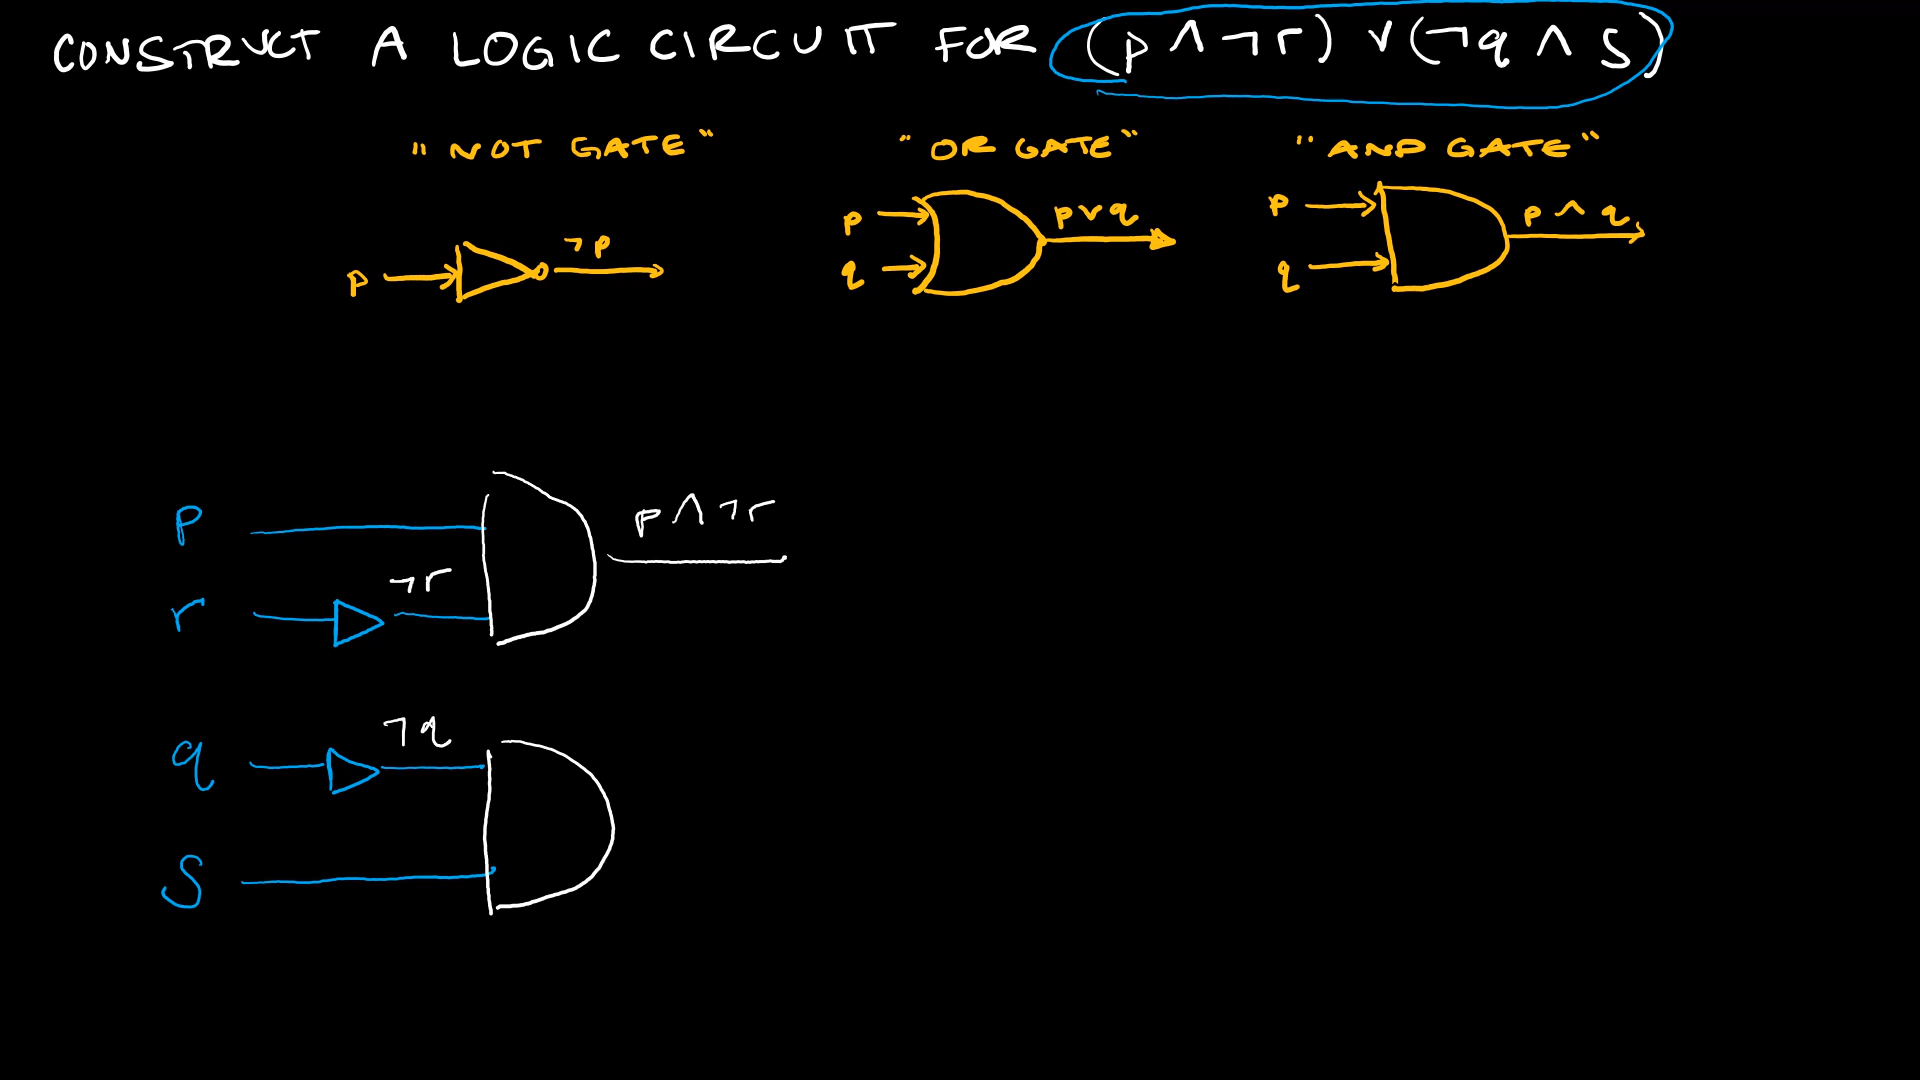 CONSTRUCT A LOGIC CIRCUIT FOR (p ∧ ¬r) ∨ (¬q ∧ s)
"NOT GATE" "OR GATE" "AND GATE"
p ¬p
p q p∨q
p q p ∧ q
p
r ¬r
p ∧ ¬r
q ¬q
s